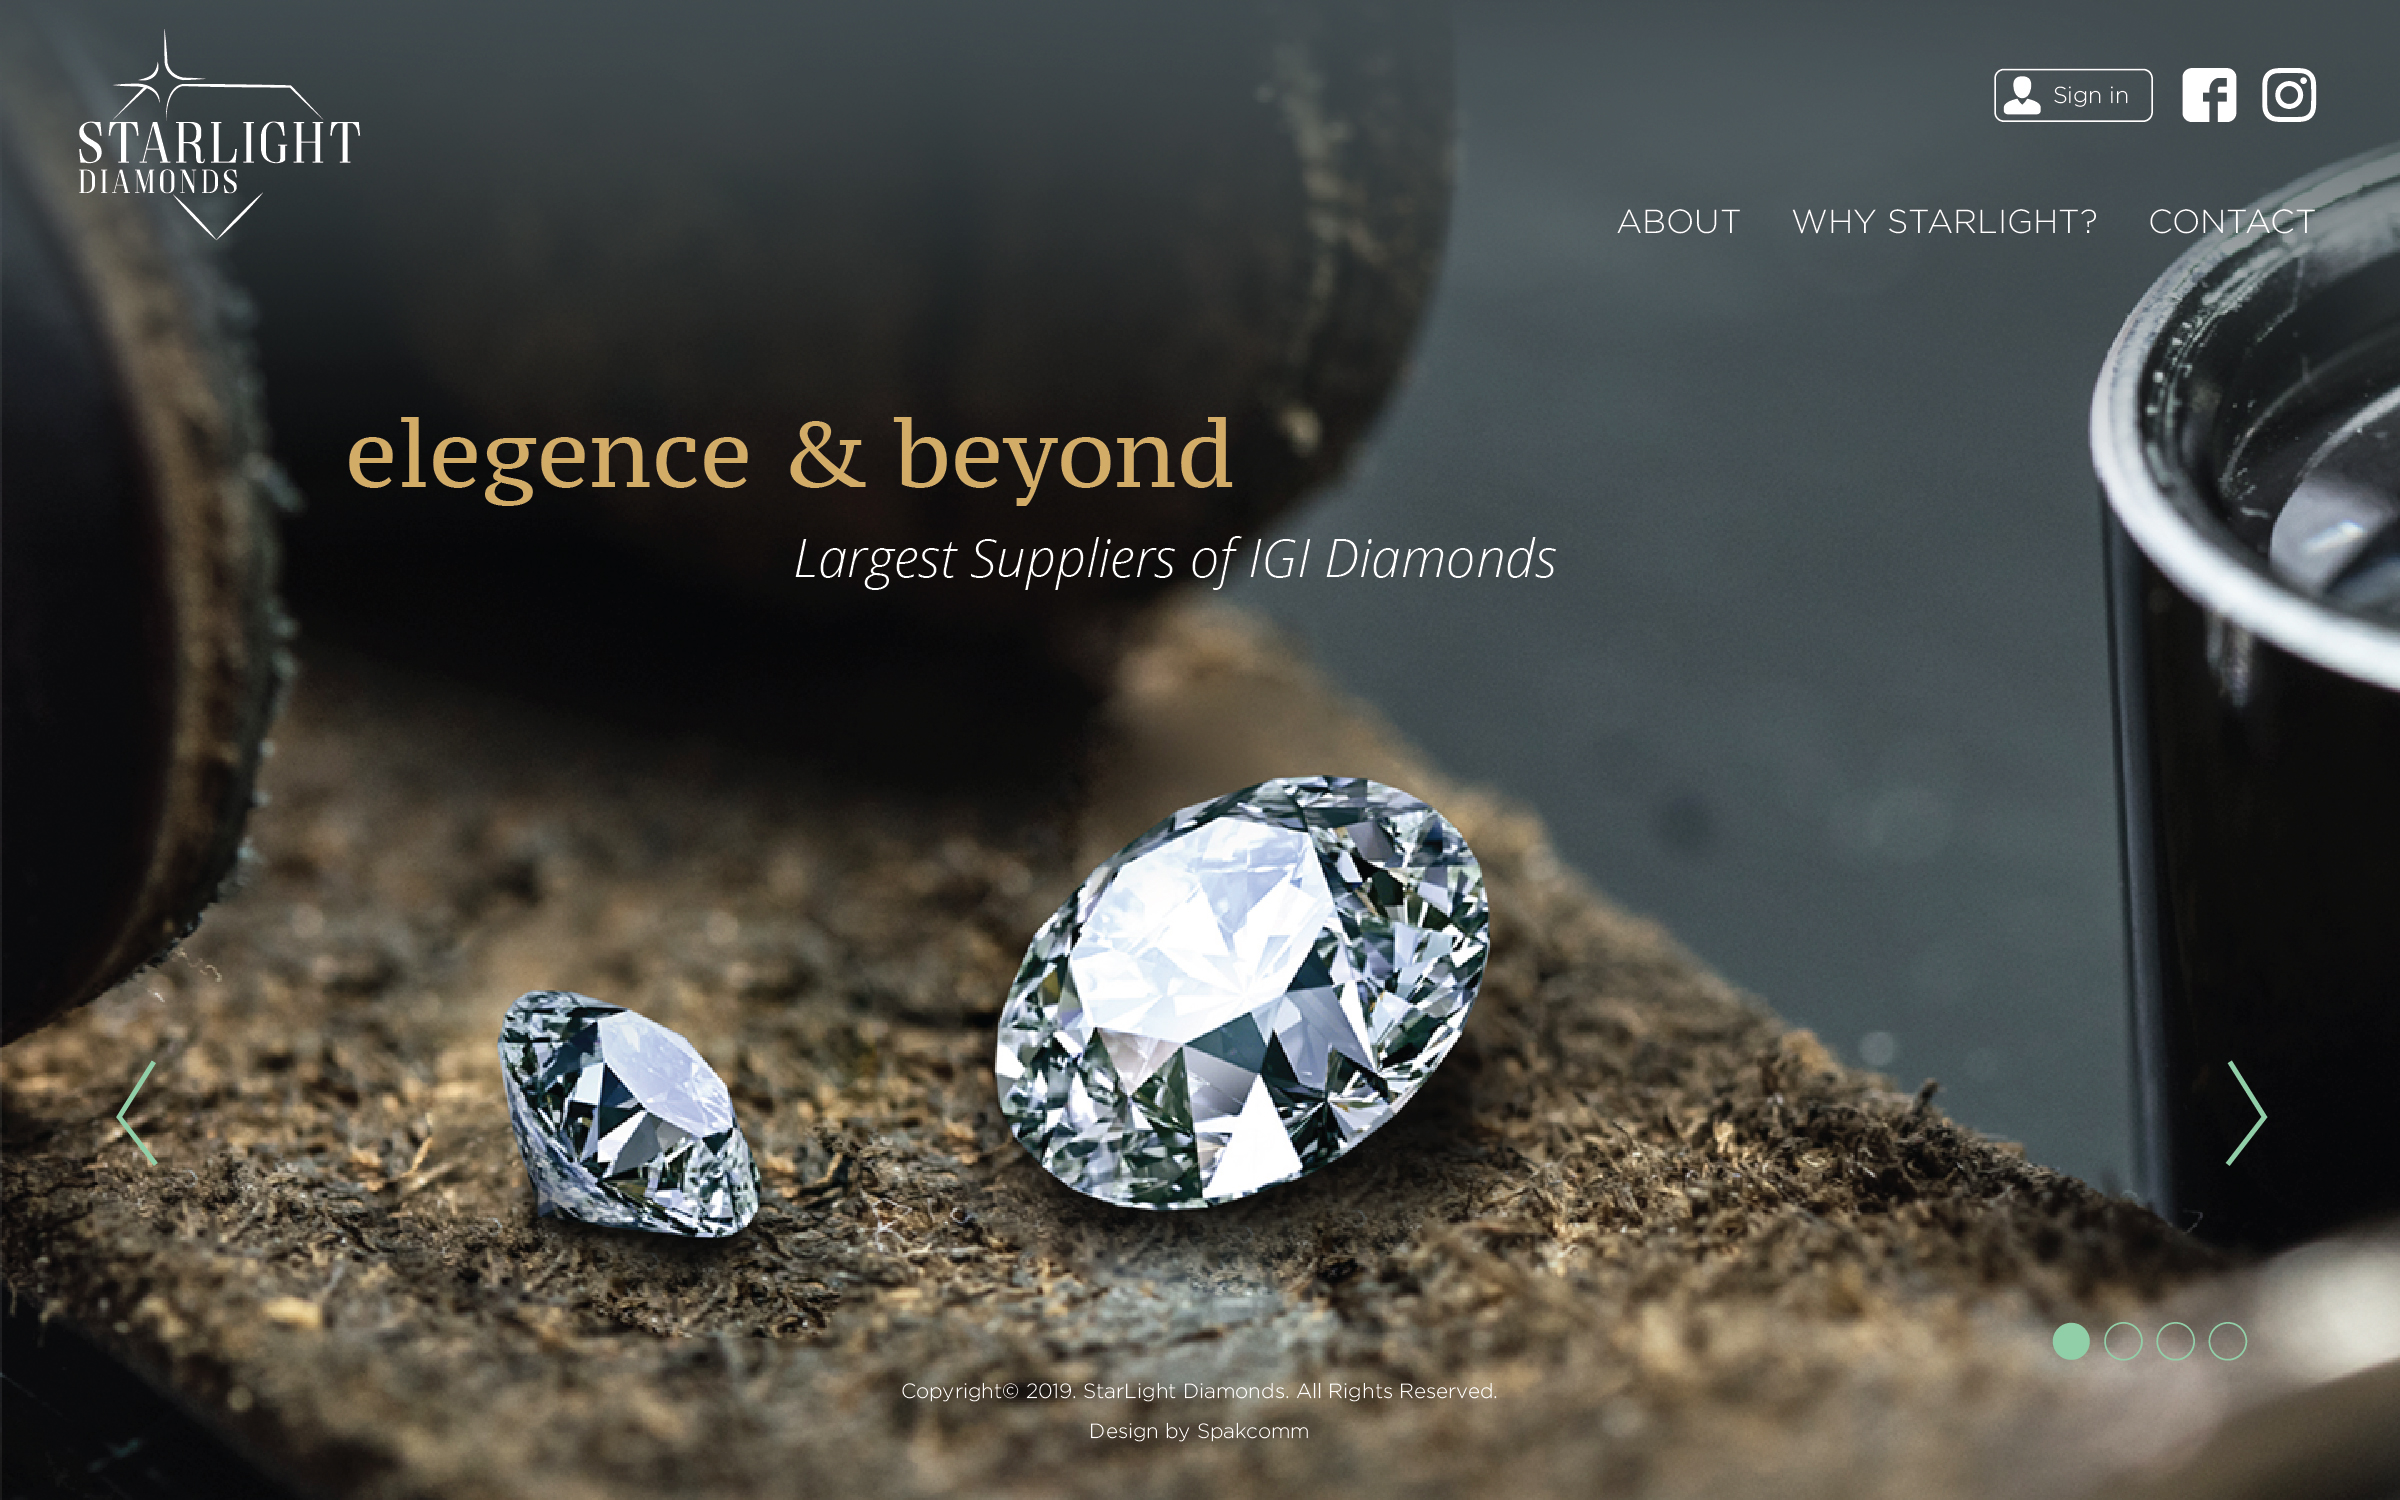 STARLIGHT
DIAMONDS
Sign in
ABOUT WHY STARLIGHT? CONTACT
elegence & beyond
Largest Suppliers of IGI Diamonds
Copyright© 2019. StarLight Diamonds. All Rights Reserved.
Design by Spakcomm